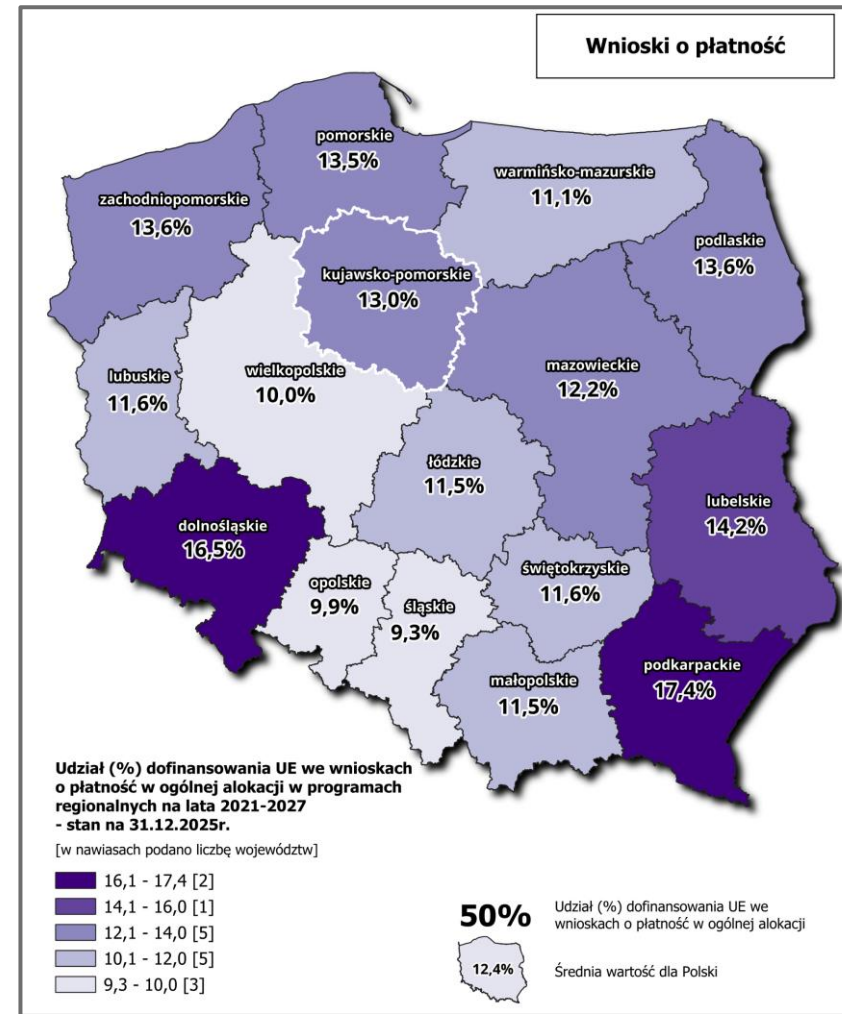 Wnioski o płatność
pomorskie
13,5%
warmińsko-mazurskie
11,1%
zachodniopomorskie
13,6%
podlaskie
13,6%
kujawsko-pomorskie
13,0%
mazowieckie
12,2%
wielkopolskie
10,0%
lubuskie
11,6%
łódzkie
11,5%
lubelskie
14,2%
dolnośląskie
16,5%
świętokrzyskie
11,6%
opolskie
9,9%
śląskie
9,3%
podkarpackie
17,4%
małopolskie
11,5%
Udział (%) dofinansowania UE we wnioskach
o płatność w ogólnej alokacji w programach
regionalnych na lata 2021-2027
- stan na 31.12.2025r.
[w nawiasach podano liczbę województw]
16,1 - 17,4 [2]
14,1 - 16,0 [1]
12,1 - 14,0 [5]
10,1 - 12,0 [5]
9,3 - 10,0 [3]
50%
Udział (%) dofinansowania UE we
wnioskach o płatność w ogólnej alokacji
12,4%
Średnia wartość dla Polski